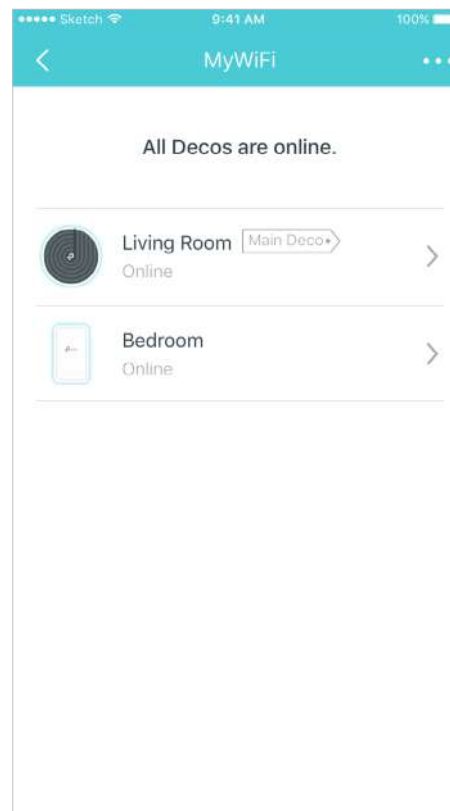 Sketch 9:41 AM 100%
MyWiFi
All Decos are online.
Living Room Main Deco
Online
Bedroom
Online